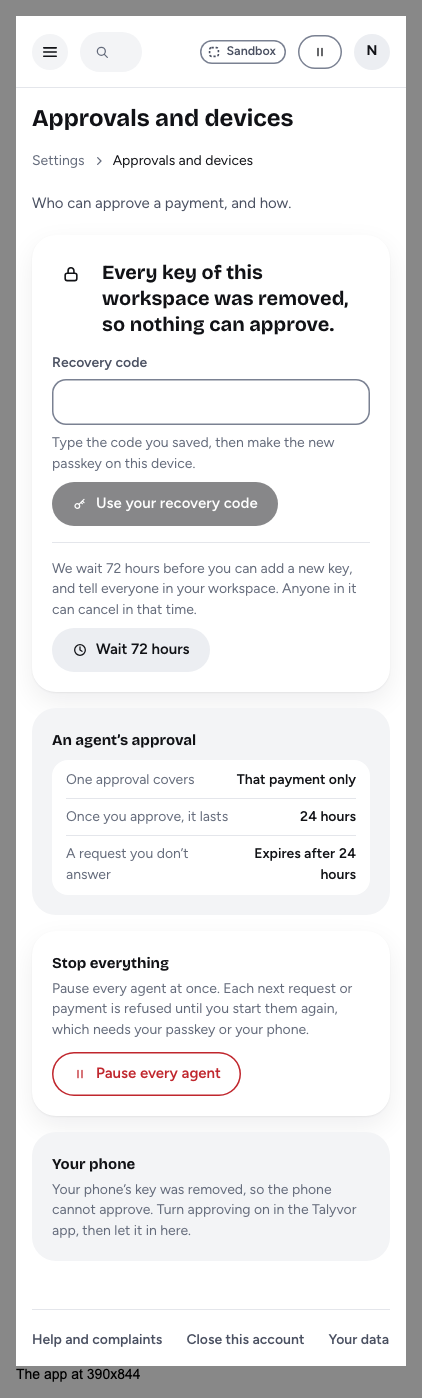 Sandbox
N
Approvals and devices
Settings
Approvals and devices
Who can approve a payment, and how.
Every key of this
workspace was removed,
so nothing can approve.
Recovery code
Type the code you saved, then make the new
passkey on this device.
Use your recovery code
We wait 72 hours before you can add a new key,
and tell everyone in your workspace. Anyone in it
can cancel in that time.
Wait 72 hours
An agent’s approval
One approval covers That payment only
Once you approve, it lasts 24 hours
A request you don’t Expires after 24
answer hours
Stop everything
Pause every agent at once. Each next request or
payment is refused until you start them again,
which needs your passkey or your phone.
Pause every agent
Your phone
Your phone’s key was removed, so the phone
cannot approve. Turn approving on in the Talyvor
app, then let it in here.
Help and complaints Close this account Your data
The app at 390x844